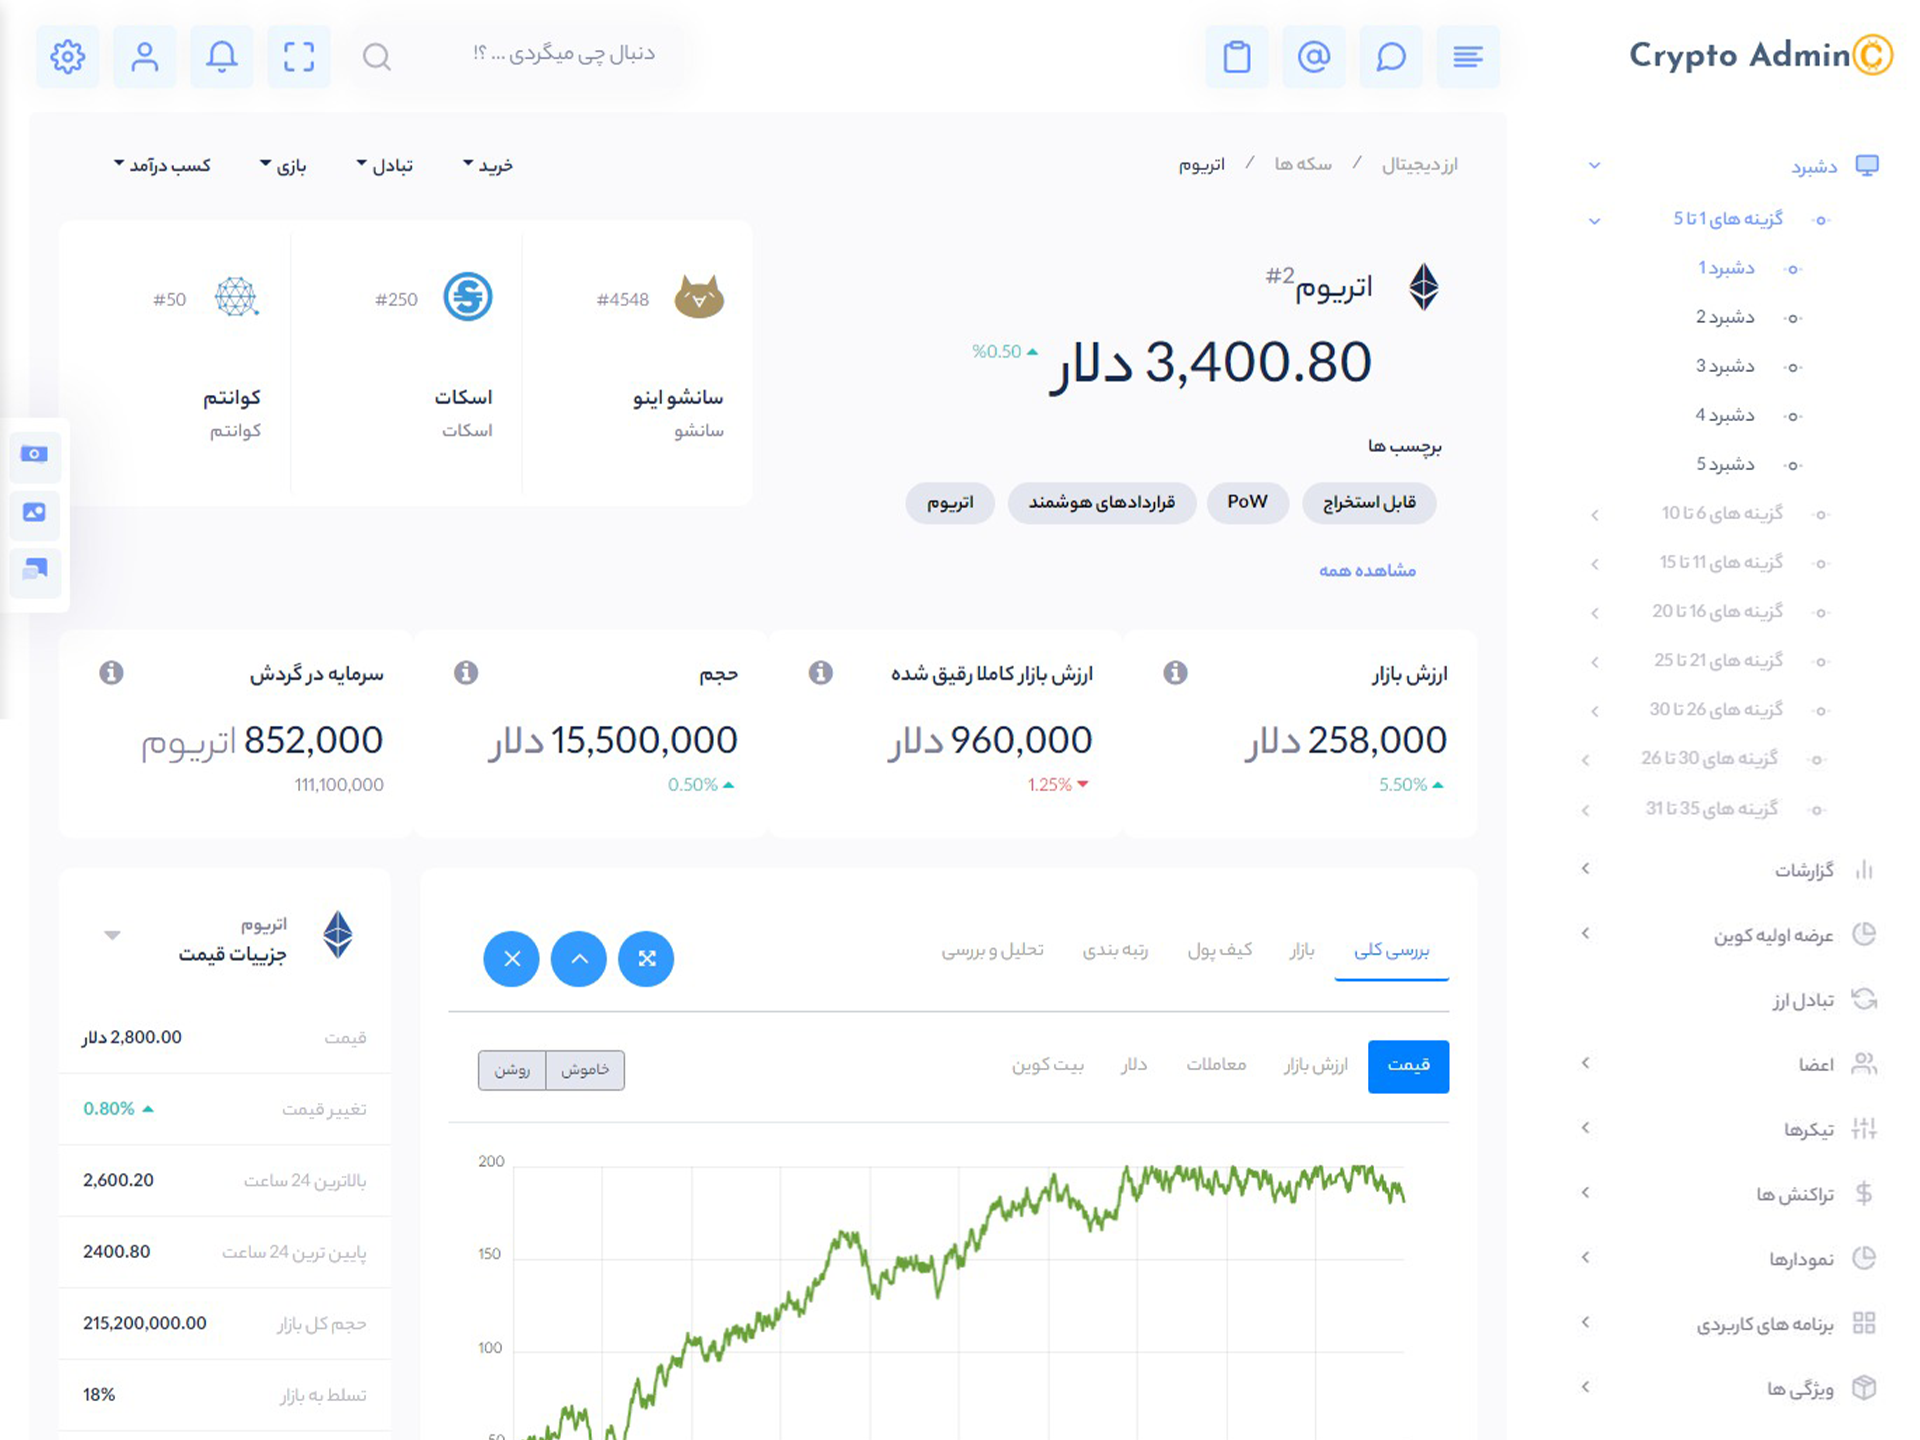 Crypto Admin
دنبال چی میگردی ... ؟!
دشبرد
گزینه های 1 تا 5
دشبرد 1
دشبرد 2
دشبرد 3
دشبرد 4
دشبرد 5
گزینه های 6 تا 10
گزینه های 11 تا 15
گزینه های 16 تا 20
گزینه های 21 تا 25
گزینه های 26 تا 30
گزینه های 30 تا 26
گزینه های 35 تا 31
گزارشات
عرضه اولیه کوین
تبادل ارز
اعضا
تیکرها
تراکنش ها
نمودارها
برنامه های کاربردی
ویژگی ها
ارز دیجیتال / سکه ها / اتریوم
خرید تبادل بازی کسب درآمد
اتریوم #2
3,400.80 دلار %0.50
برچسب ها
قابل استخراج PoW قراردادهای هوشمند اتریوم
مشاهده همه
#4548
سانشو اینو
سانشو
#250
اسکات
اسکات
#50
کوانتم
کوانتم
ارزش بازار
258,000 دلار
5.50%
ارزش بازار کاملا رقیق شده
960,000 دلار
1.25%
حجم
15,500,000 دلار
0.50%
سرمایه در گردش
852,000 اتریوم
111,100,000
بررسی کلی بازار کیف پول رتبه بندی تحلیل و بررسی
قیمت ارزش بازار معاملات دلار بیت کوین
خاموش روشن
200
150
100
50
اتریوم
جزییات قیمت
قیمت 2,800.00 دلار
تغییر قیمت 0.80%
بالاترین 24 ساعت 2,600.20
پایین ترین 24 ساعت 2400.80
حجم کل بازار 215,200,000.00
تسلط به بازار 18%